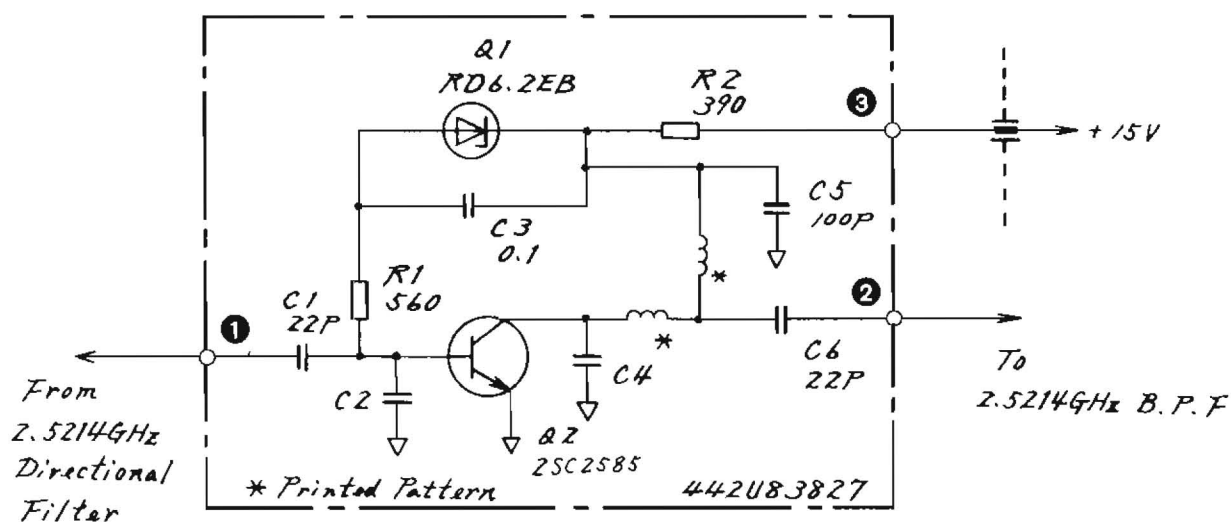 Q1
RD6.2EB
R2
390
3
+15V
C3
0.1
C5
100P
*
R1
560
C1
22P
1
2
*
C4
C6
22P
C2
From
2.5214GHz
Directional
Filter
To
2.5214GHz B.P.F
Q2
2SC2585
* Printed Pattern
442U83827